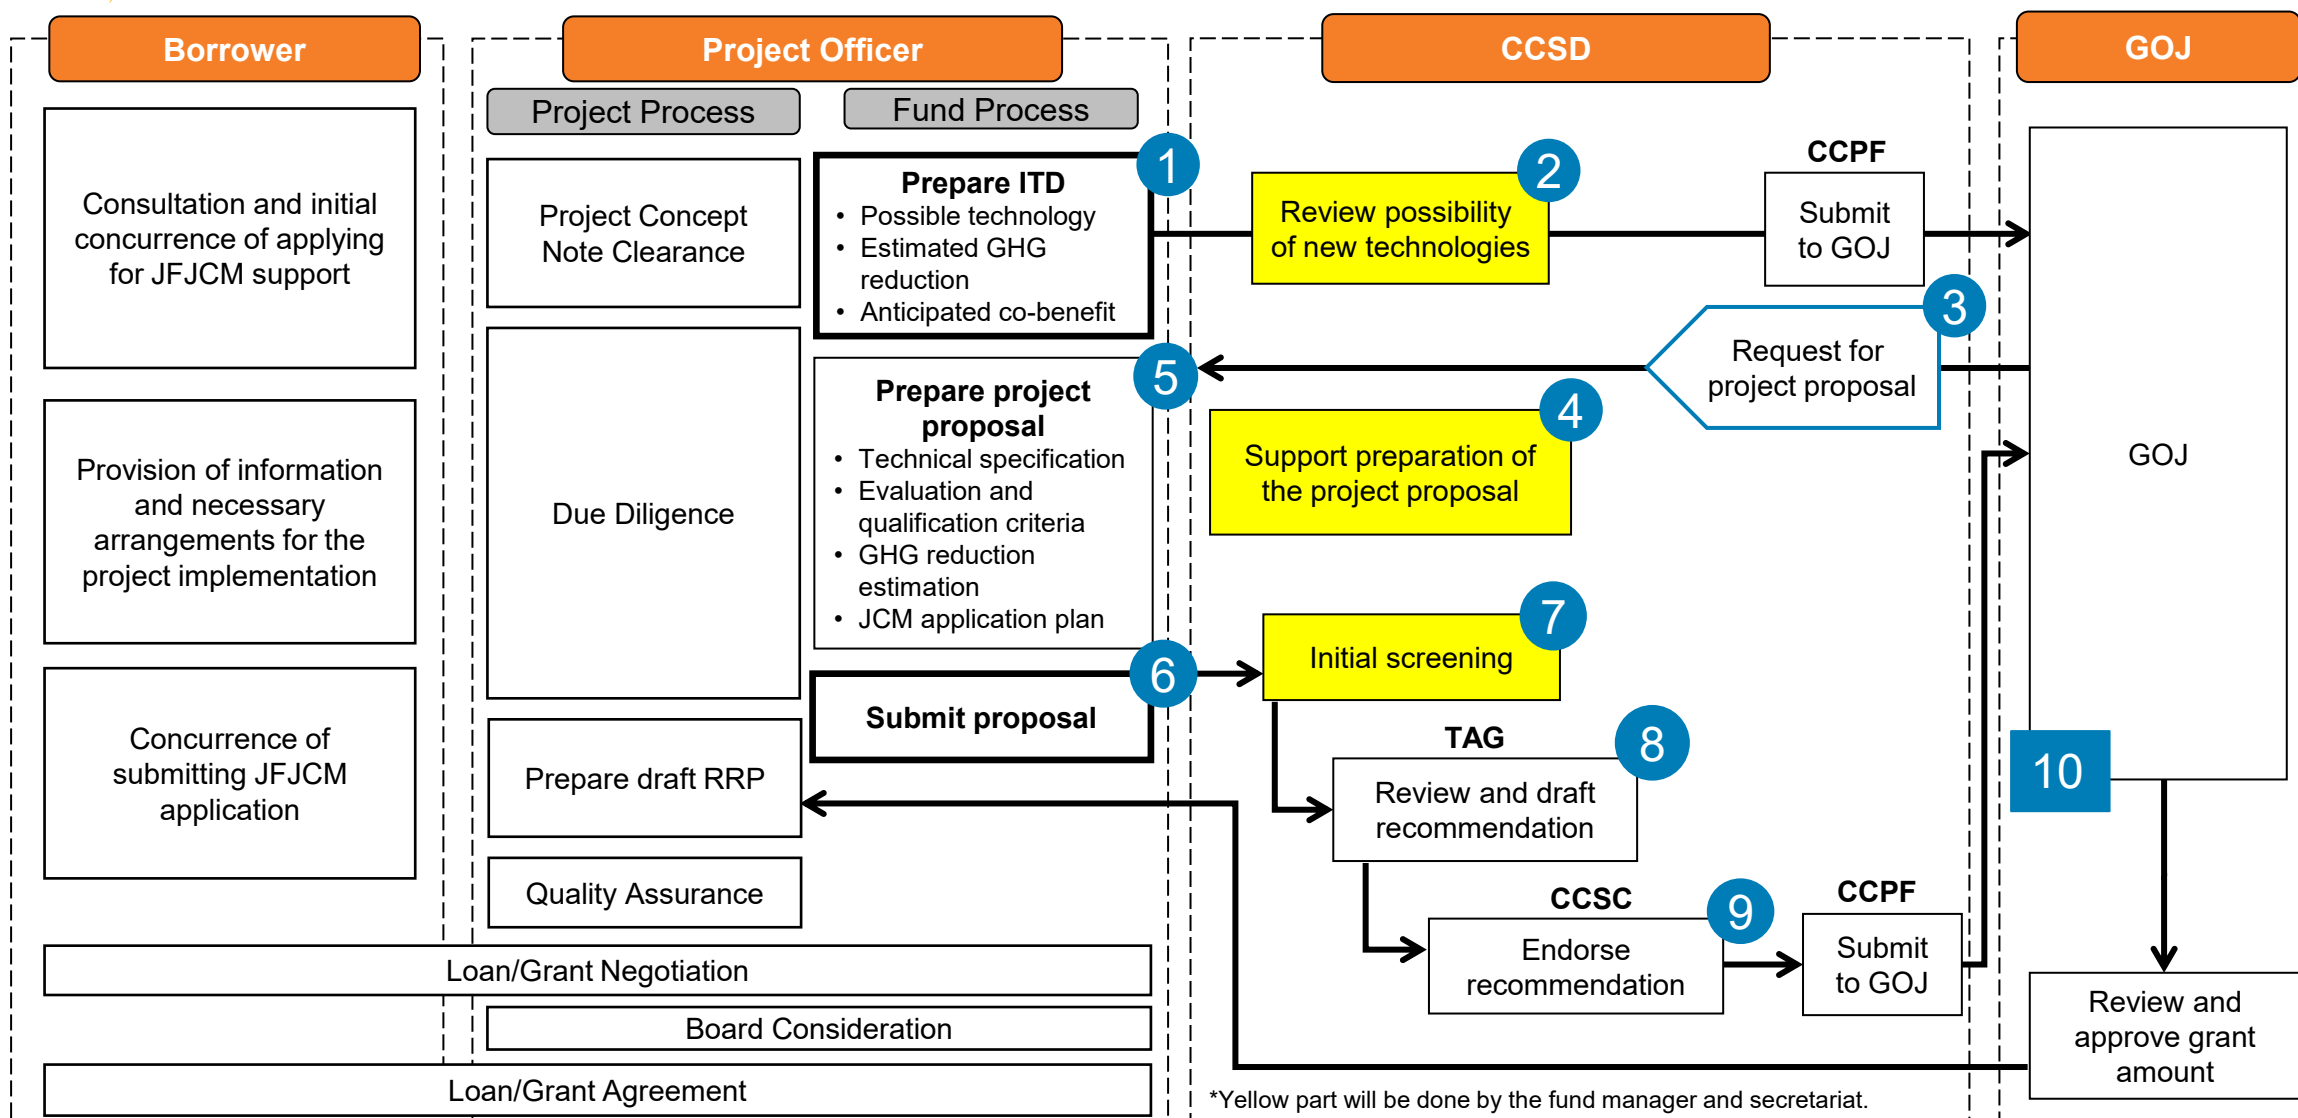 Borrower
Consultation and initial
concurrence of applying
for JFJCM support
Provision of information
and necessary
arrangements for the
project implementation
Concurrence of
submitting JFJCM
application
Project Officer
Project Process
Project Concept
Note Clearance
Due Diligence
Prepare draft RRP
Quality Assurance
Fund Process
1
Prepare ITD
• Possible technology
• Estimated GHG
reduction
• Anticipated co-benefit
5
Prepare project
proposal
• Technical specification
• Evaluation and
qualification criteria
• GHG reduction
estimation
• JCM application plan
6
Submit proposal
Loan/Grant Negotiation
Board Consideration
Loan/Grant Agreement
CCSD
2
Review possibility
of new technologies
CCPF
Submit
to GOJ
3
Request for
project proposal
4
Support preparation of
the project proposal
7
Initial screening
TAG
8
Review and draft
recommendation
CCSC
9
Endorse
recommendation
CCPF
Submit
to GOJ
*Yellow part will be done by the fund manager and secretariat.
GOJ
GOJ
10
Review and
approve grant
amount